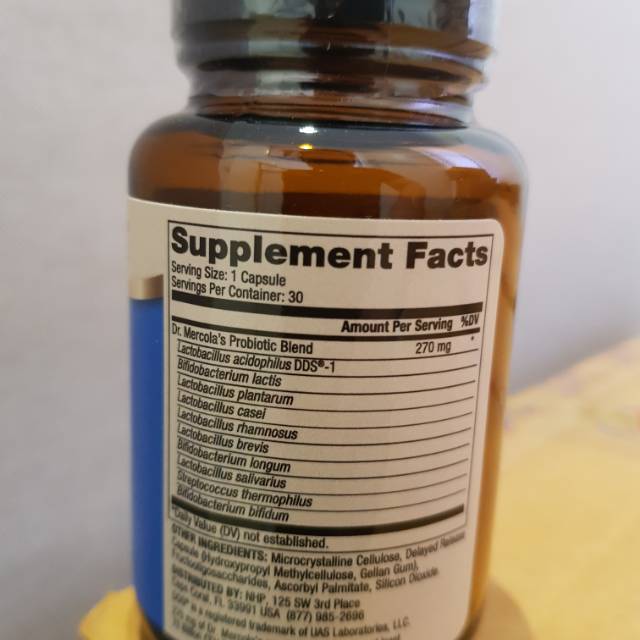 Supplement Facts
Serving Size: 1 Capsule
Servings Per Container: 30
Amount Per Serving %DV
Dr. Mercola's Probiotic Blend 270 mg *
Lactobacillus acidophilus DDS®-1
Bifidobacterium lactis
Lactobacillus plantarum
Lactobacillus casei
Lactobacillus rhamnosus
Lactobacillus brevis
Bifidobacterium longum
Lactobacillus salivarius
Streptococcus thermophilus
Bifidobacterium bifidum
*Daily Value (DV) not established.
OTHER INGREDIENTS: Microcrystalline Cellulose, Delayed Release
Capsule (Hydroxypropyl Methylcellulose, Gellan Gum),
Fructooligosaccharides, Ascorbyl Palmitate, Silicon Dioxide.
DISTRIBUTED BY: NHP, 125 SW 3rd Place
Cape Coral, FL 33991 USA (877) 985-2696
is a registered trademark of UAS Laboratories, LLC.